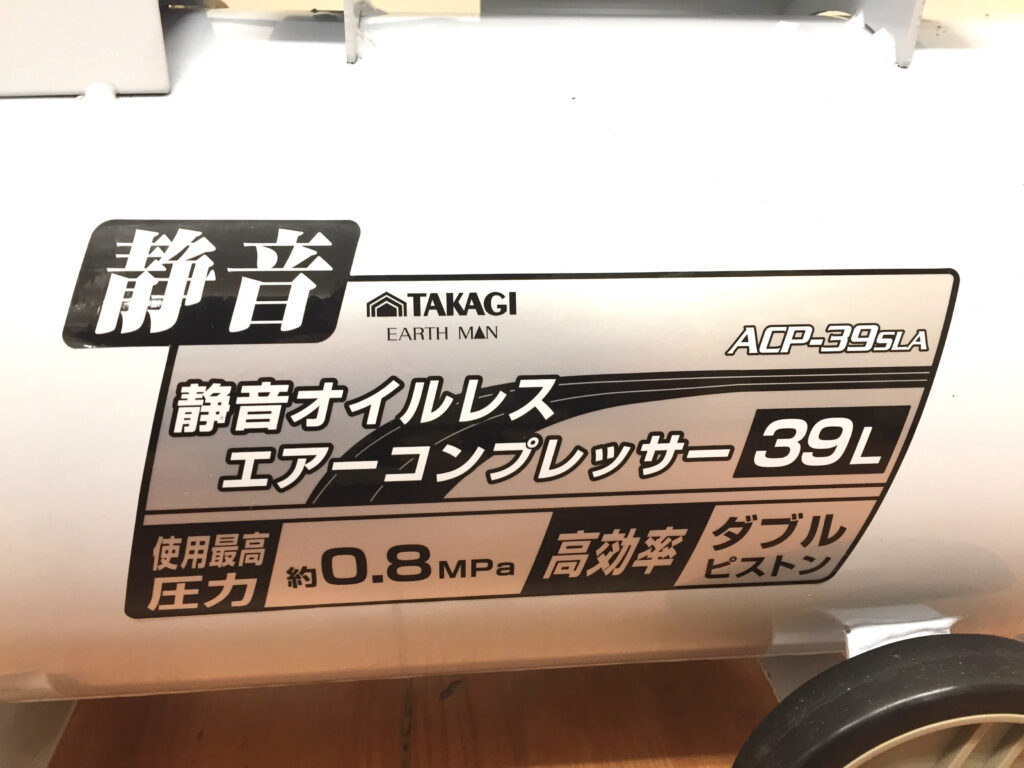 静音
TAKAGI
EARTH MAN
ACP-39SLA
静音オイルレス
エアーコンプレッサー 39L
使用最高
圧力
約0.8MPa
高効率
ダブル
ピストン